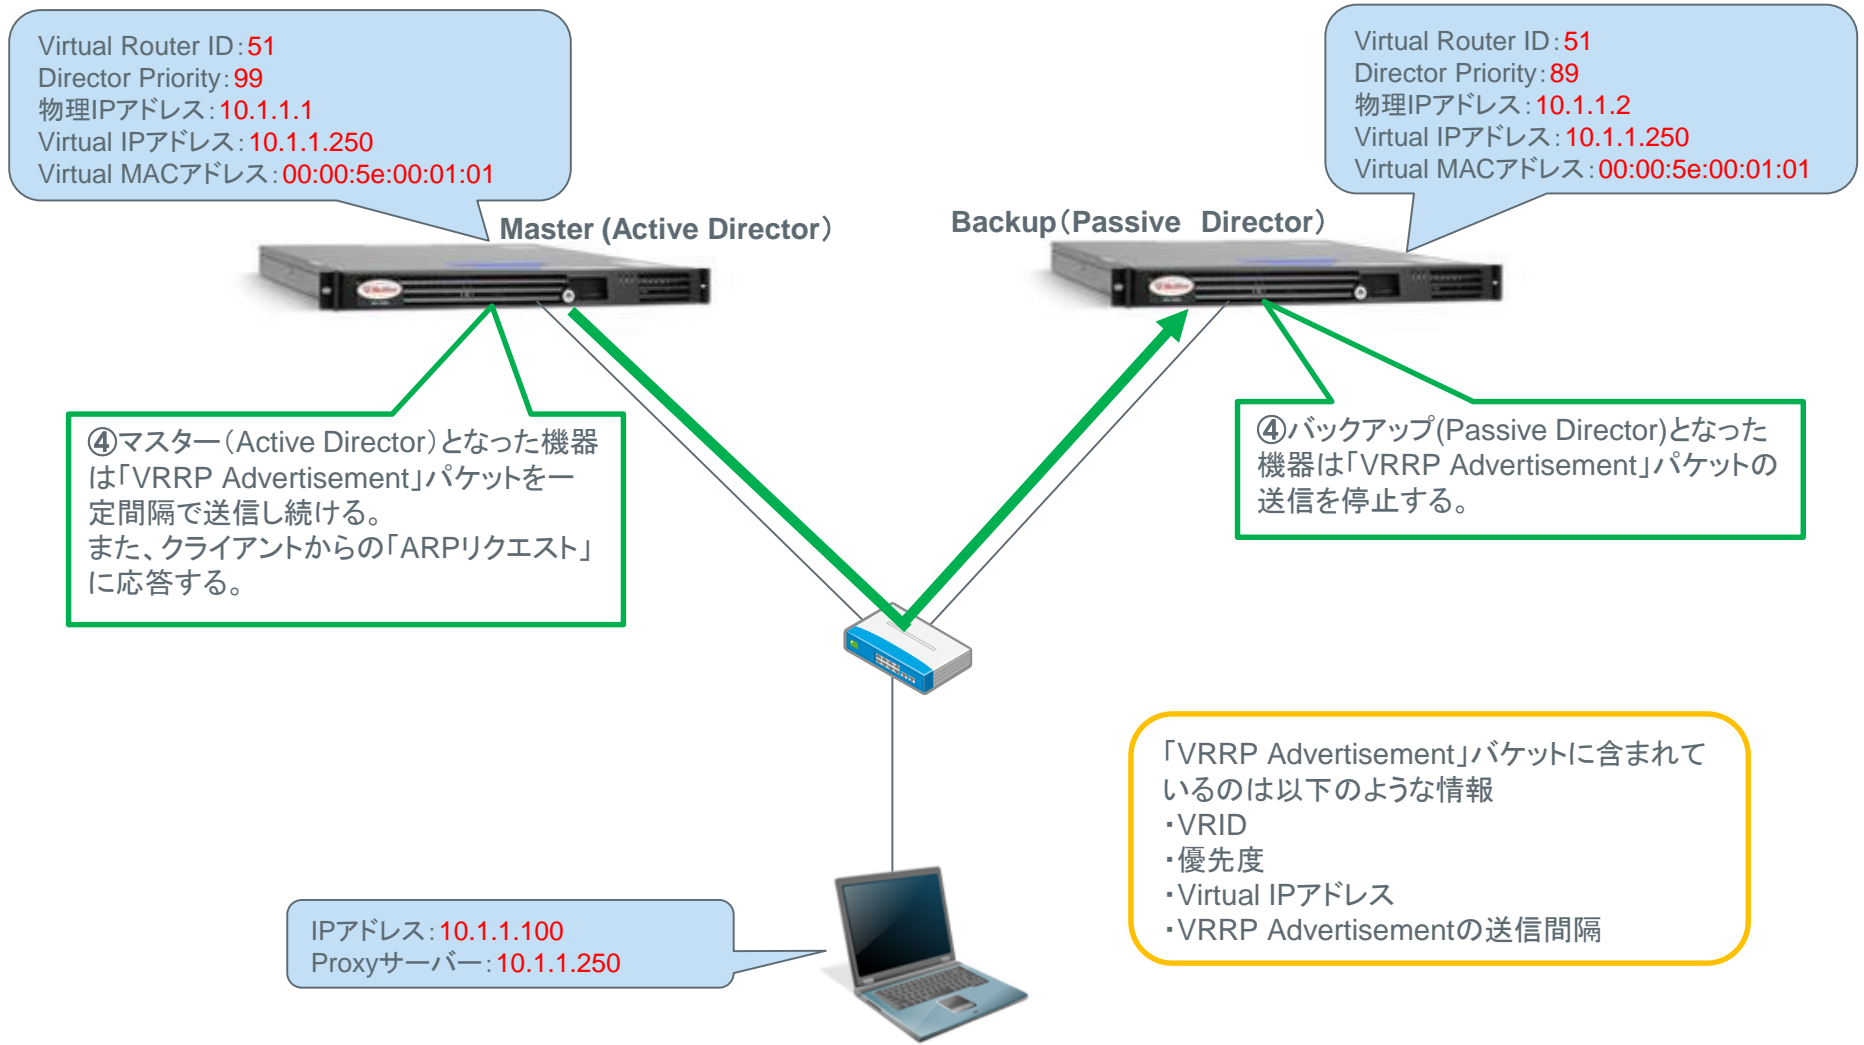 Virtual Router ID：51
Director Priority：99
物理IPアドレス：10.1.1.1
Virtual IPアドレス：10.1.1.250
Virtual MACアドレス：00:00:5e:00:01:01
Virtual Router ID：51
Director Priority：89
物理IPアドレス：10.1.1.2
Virtual IPアドレス：10.1.1.250
Virtual MACアドレス：00:00:5e:00:01:01
Master (Active Director）
Backup（Passive　Director）
④マスター（Active Director）となった機器
は「VRRP Advertisement」パケットを一
定間隔で送信し続ける。
また、クライアントからの「ARPリクエスト」
に応答する。
④バックアップ(Passive Director)となった
機器は「VRRP Advertisement」パケットの
送信を停止する。
「VRRP Advertisement」バケットに含まれて
いるのは以下のような情報
・VRID
・優先度
・Virtual IPアドレス
・VRRP Advertisementの送信間隔
IPアドレス：10.1.1.100
Proxyサーバー：10.1.1.250